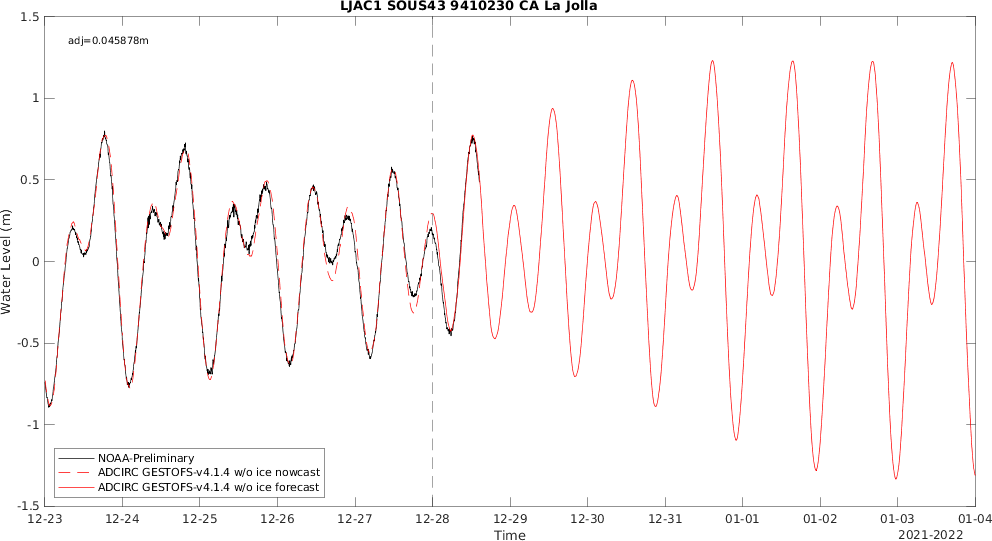 LJAC1 SOUS43 9410230 CA La Jolla
adj=0.045878m
1.5
1
0.5
0
-0.5
-1
-1.5
Water Level (m)
NOAA-Preliminary
ADCIRC GESTOFS-v4.1.4 w/o ice nowcast
ADCIRC GESTOFS-v4.1.4 w/o ice forecast
12-23 12-24 12-25 12-26 12-27 12-28 12-29 12-30 12-31 01-01 01-02 01-03 01-04
Time
2021-2022